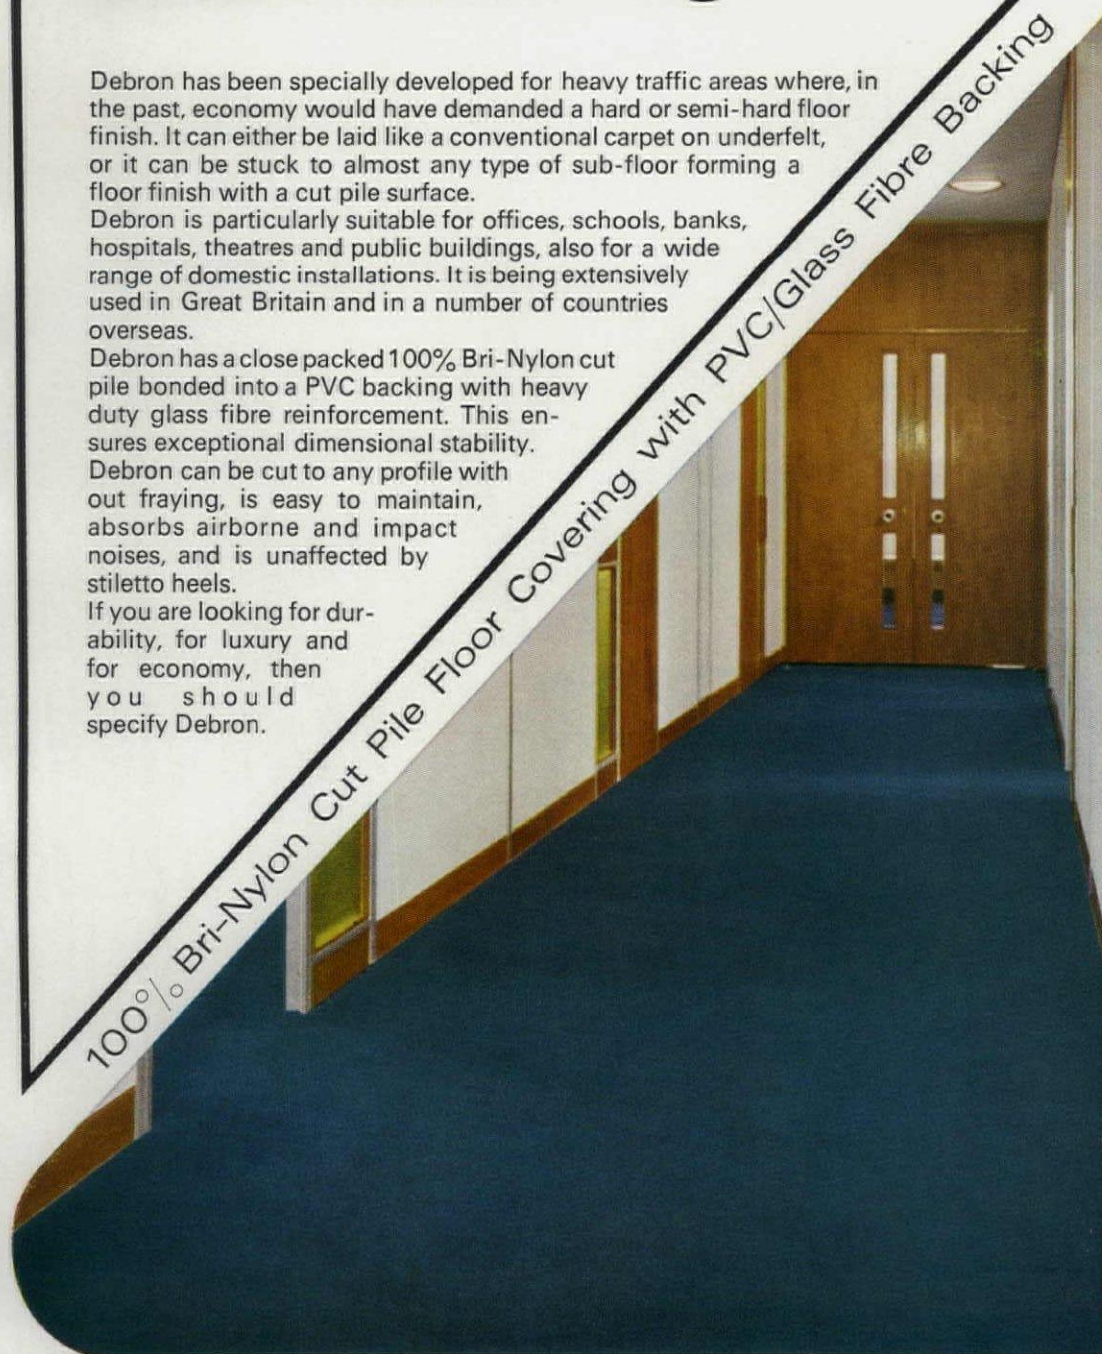 Debron has been specially developed for heavy traffic areas where, in
the past, economy would have demanded a hard or semi-hard floor
finish. It can either be laid like a conventional carpet on underfelt,
or it can be stuck to almost any type of sub-floor forming a
floor finish with a cut pile surface.
Debron is particularly suitable for offices, schools, banks,
hospitals, theatres and public buildings, also for a wide
range of domestic installations. It is being extensively
used in Great Britain and in a number of countries
overseas.
Debron has a close packed 100% Bri-Nylon cut
pile bonded into a PVC backing with heavy
duty glass fibre reinforcement. This en-
sures exceptional dimensional stability.
Debron can be cut to any profile with
out fraying, is easy to maintain,
absorbs airborne and impact
noises, and is unaffected by
stiletto heels.
If you are looking for dur-
ability, for luxury and
for economy, then
you should
specify Debron.
100% Bri-Nylon Cut Pile Floor Covering with PVC/Glass Fibre Backing